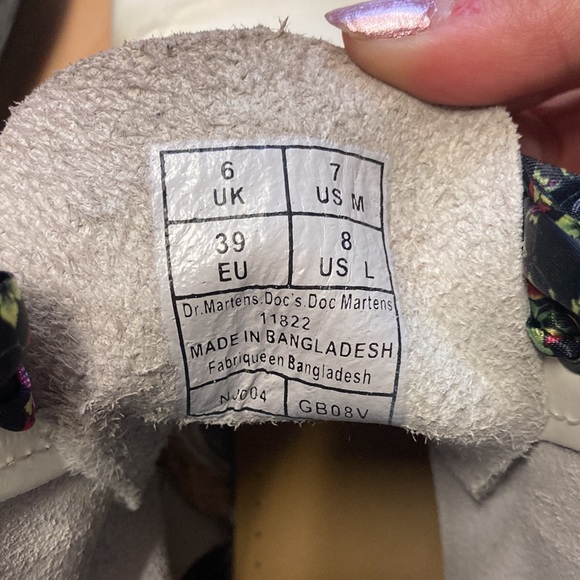 6 UK
7 US M
39 EU
8 US L
Dr.Martens.Doc's.Doc Martens
11822
MADE IN BANGLADESH
Fabriqueen Bangladesh
GB08V